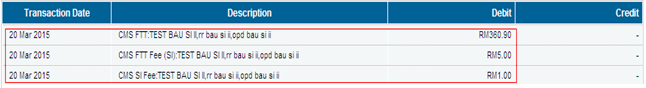 Transaction Date Description Debit Credit
20 Mar 2015 CMS FTT:TEST BAU SI ii,rr bau si ii,opd bau si ii RM360.90 -
20 Mar 2015 CMS FTT Fee (SI):TEST BAU SI II,rr bau si ii,opd bau si ii RM5.00 -
20 Mar 2015 CMS SI Fee:TEST BAU SI II,rr bau si ii,opd bau si ii RM1.00 -